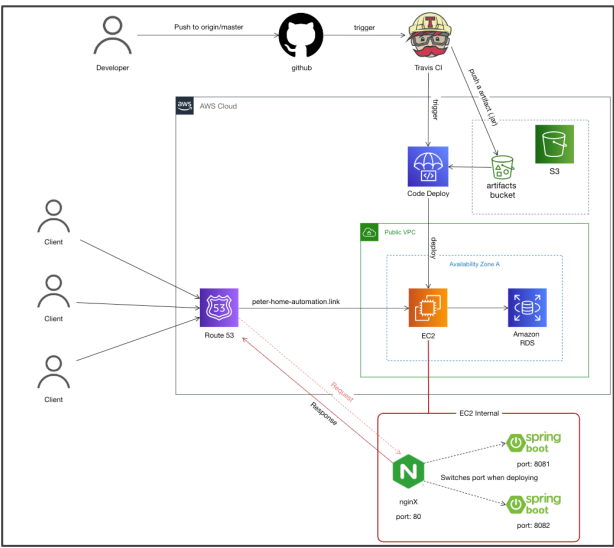 Push to origin/master
trigger
Developer
github
Travis CI
push a artifact (.jar)
trigger
aws
AWS Cloud
S3
Code Deploy
artifacts
bucket
deploy
Public VPC
Availability Zone A
Client
Client
Client
53
Route 53
peter-home-automation.link
EC2
Amazon
RDS
Request
Response
EC2 Internal
spring
boot
port: 8081
Switches port when deploying
N
nginX
port: 80
spring
boot
port: 8082